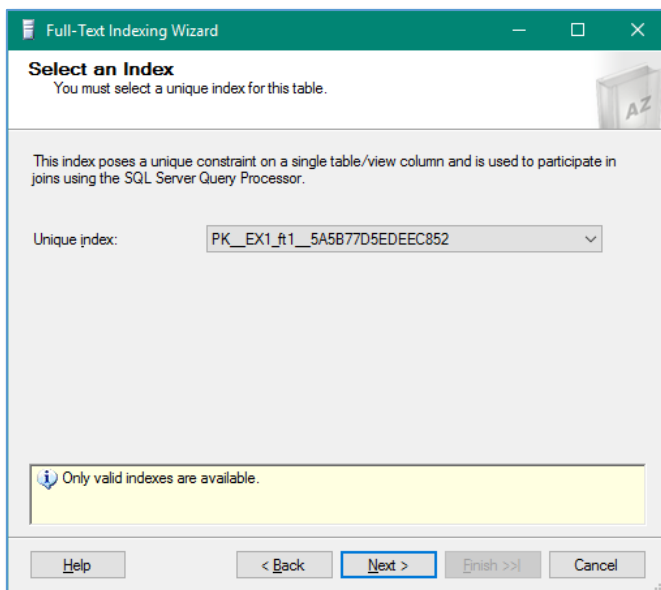 Full-Text Indexing Wizard
Select an Index
You must select a unique index for this table.
AZ
This index poses a unique constraint on a single table/view column and is used to participate in
joins using the SQL Server Query Processor.
Unique index: PK__EX1_ft1__5A5B77D5EDEEC852
Only valid indexes are available.
Help < Back Next > Finish >>| Cancel